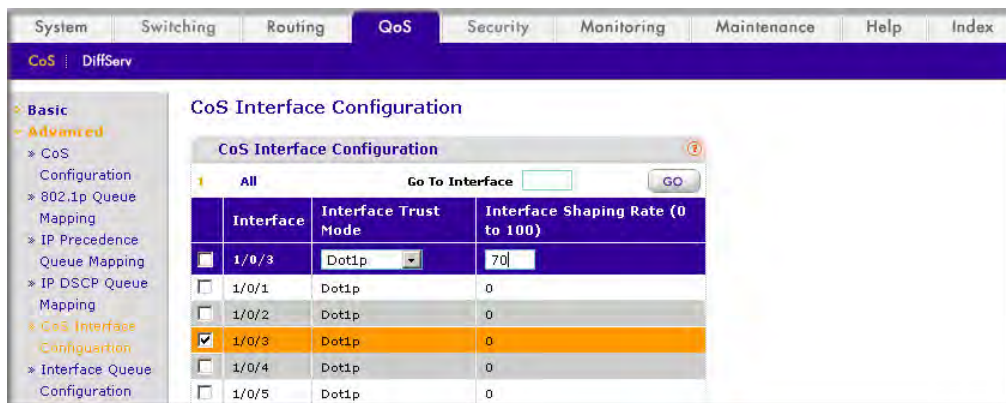 System Switching Routing QoS Security Monitoring Maintenance Help Index
CoS DiffServ
Basic
Advanced
» CoS
Configuration
» 802.1p Queue
Mapping
» IP Precedence
Queue Mapping
» IP DSCP Queue
Mapping
» CoS Interface
Configuartion
» Interface Queue
Configuration
CoS Interface Configuration
CoS Interface Configuration ?
1 All Go To Interface GO
Interface Interface Trust Mode Interface Shaping Rate (0 to 100)
1/0/3 Dot1p 70
1/0/1 Dot1p 0
1/0/2 Dot1p 0
1/0/3 Dot1p 0
1/0/4 Dot1p 0
1/0/5 Dot1p 0